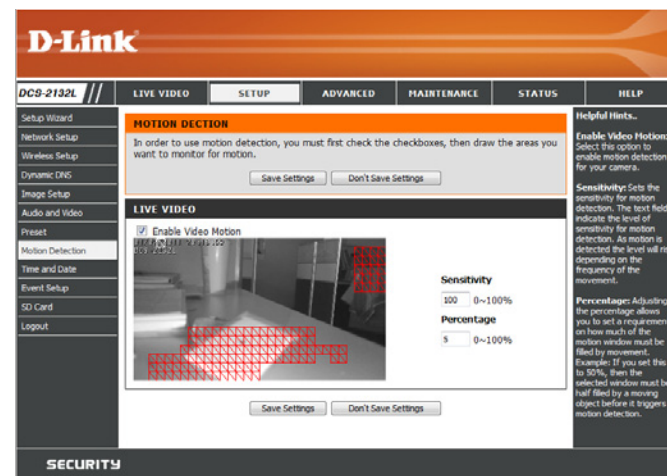 D-Link
DCS-2132L
LIVE VIDEO
SETUP
ADVANCED
MAINTENANCE
STATUS
HELP
Setup Wizard
Network Setup
Wireless Setup
Dynamic DNS
Image Setup
Audio and Video
Preset
Motion Detection
Time and Date
Event Setup
SD Card
Logout
MOTION DECTION
In order to use motion detection, you must first check the checkboxes, then draw the areas you
want to monitor for motion.
Save Settings
Don't Save Settings
LIVE VIDEO
Enable Video Motion
Sensitivity
100 0~100%
Percentage
5 0~100%
Save Settings
Don't Save Settings
Helpful Hints..
Enable Video Motion:
Select this option to
enable motion detection
for your camera.
Sensitivity: Sets the
sensitivity for motion
detection. The text field
indicate the level of
sensitivity for motion
detection. As motion is
detected the level will
depending on the
frequency of the
movement.
Percentage: Adjusting
the percentage allows
you to set a
on how much of the
motion window must be
filled by movement.
Example: If you set this
to 50%, then the
selected window must
half filled by a moving
object before it triggers
motion detection.
SECURITY